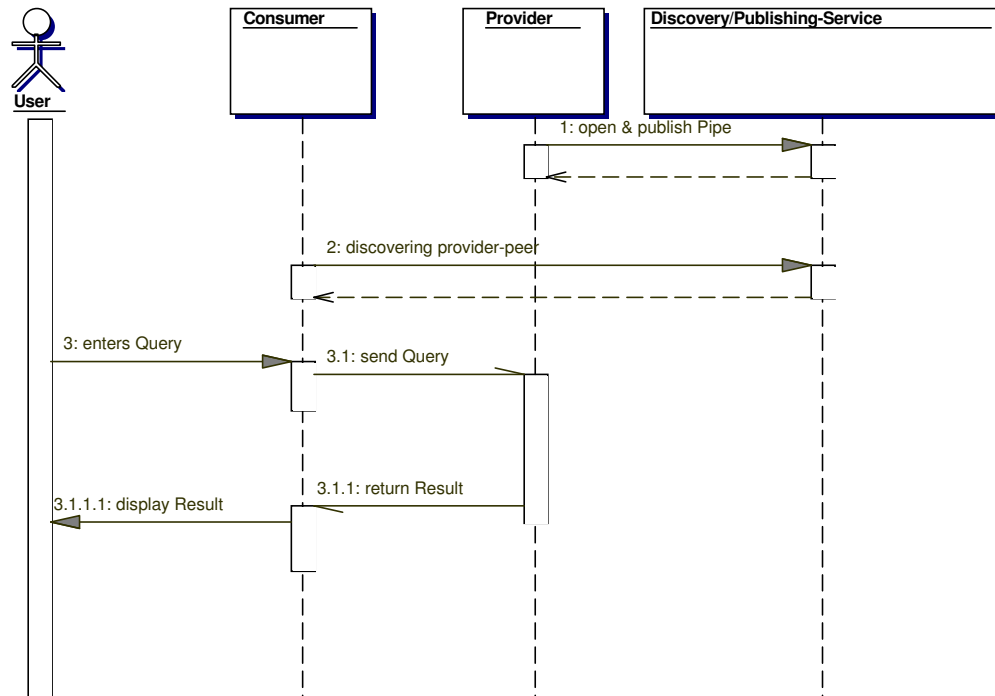 Consumer
Provider
Discovery/Publishing-Service
User
1: open & publish Pipe
2: discovering provider-peer
3: enters Query
3.1: send Query
3.1.1: return Result
3.1.1.1: display Result